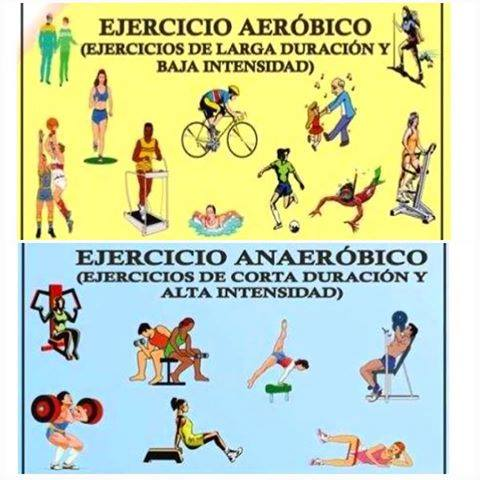 EJERCICIO AERÓBICO
(EJERCICIOS DE LARGA DURACIÓN Y
BAJA INTENSIDAD)
EJERCICIO ANAERÓBICO
(EJERCICIOS DE CORTA DURACIÓN Y
ALTA INTENSIDAD)